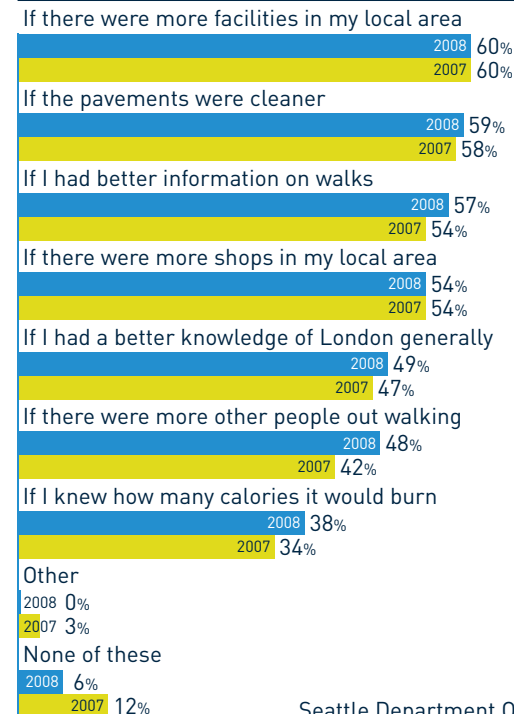 If there were more facilities in my local area
2008 60%
2007 60%
If the pavements were cleaner
2008 59%
2007 58%
If I had better information on walks
2008 57%
2007 54%
If there were more shops in my local area
2008 54%
2007 54%
If I had a better knowledge of London generally
2008 49%
2007 47%
If there were more other people out walking
2008 48%
2007 42%
If I knew how many calories it would burn
2008 38%
2007 34%
Other
2008 0%
2007 3%
None of these
2008 6%
2007 12%
Seattle Department